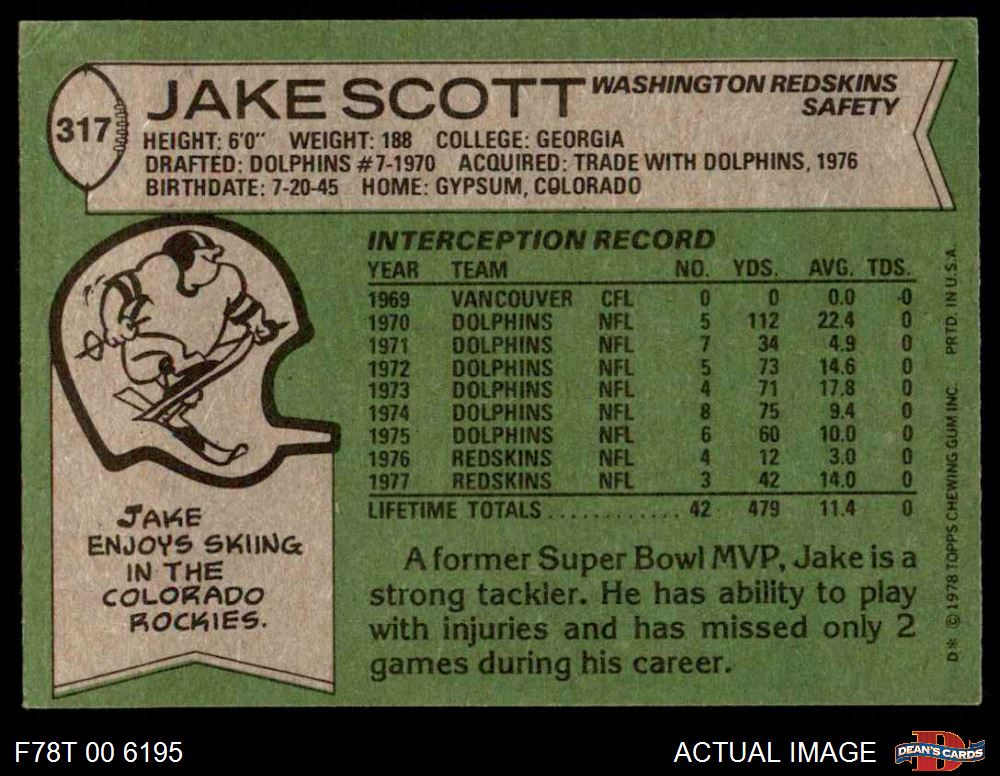 317
JAKE SCOTT
WASHINGTON REDSKINS
SAFETY
HEIGHT: 6'0" WEIGHT: 188 COLLEGE: GEORGIA
DRAFTED: DOLPHINS #7-1970 ACQUIRED: TRADE WITH DOLPHINS, 1976
BIRTHDATE: 7-20-45 HOME: GYPSUM, COLORADO
INTERCEPTION RECORD
YEAR TEAM NO. YDS. AVG. TDS.
1969 VANCOUVER CFL 0 0 0.0 -0
1970 DOLPHINS NFL 5 112 22.4 0
1971 DOLPHINS NFL 7 34 4.9 0
1972 DOLPHINS NFL 5 73 14.6 0
1973 DOLPHINS NFL 4 71 17.8 0
1974 DOLPHINS NFL 8 75 9.4 0
1975 DOLPHINS NFL 6 60 10.0 0
1976 REDSKINS NFL 4 12 3.0 0
1977 REDSKINS NFL 3 42 14.0 0
LIFETIME TOTALS ............ 42 479 11.4 0
JAKE
ENJOYS SKIING
IN THE
COLORADO
ROCKIES.
A former Super Bowl MVP, Jake is a
strong tackler. He has ability to play
with injuries and has missed only 2
games during his career.
D* © 1978 TOPPS CHEWING GUM INC. PRTD. IN U.S.A.
F78T 00 6195
ACTUAL IMAGE
DEAN'S CARDS